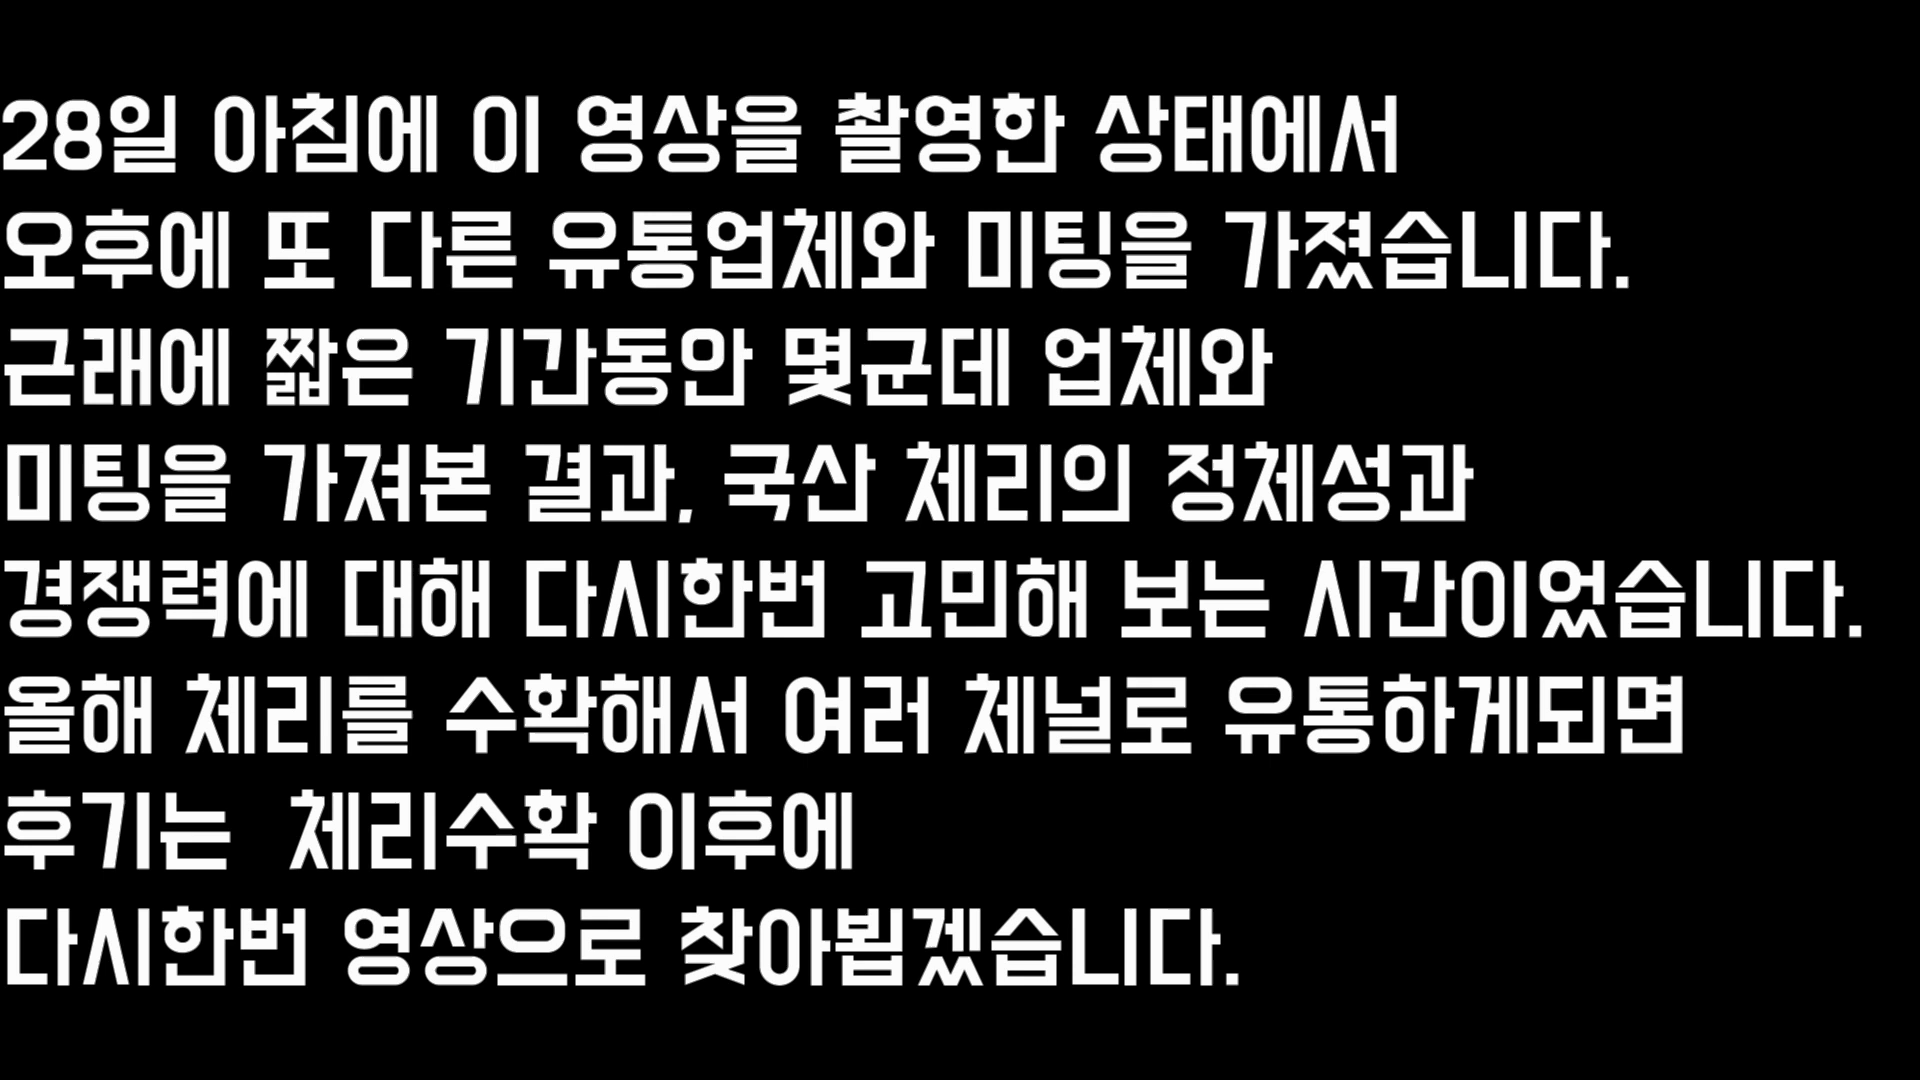 28일 아침에 이 영상을 촬영한 상태에서
오후에 또 다른 유통업체와 미팅을 가졌습니다.
근래에 짧은 기간동안 몇군데 업체와
미팅을 가져본 결과, 국산 체리의 정체성과
경쟁력에 대해 다시한번 고민해 보는 시간이었습니다.
올해 체리를 수확해서 여러 체널로 유통하게되면
후기는  체리수확 이후에
다시한번 영상으로 찾아뵙겠습니다.